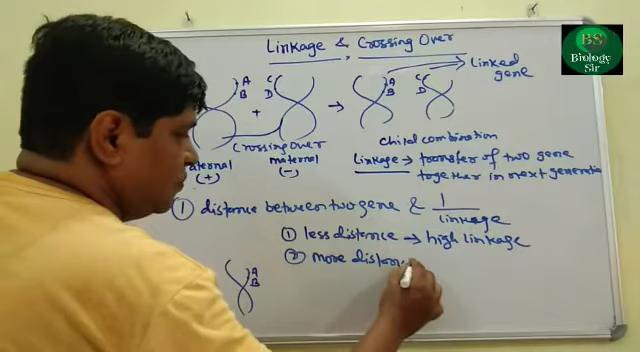 Linkage & Crossing Over
BS
Biology
Sir
Linked
gene
A
B
C
D
+
A
B
C
D
Crossing over
aternal
(+)
maternal
(-)
child combination
Linkage → transfer of two gene
together in next generation
① distance between two gene & 1/linkage
① less distance → high linkage
② more distan
A
B